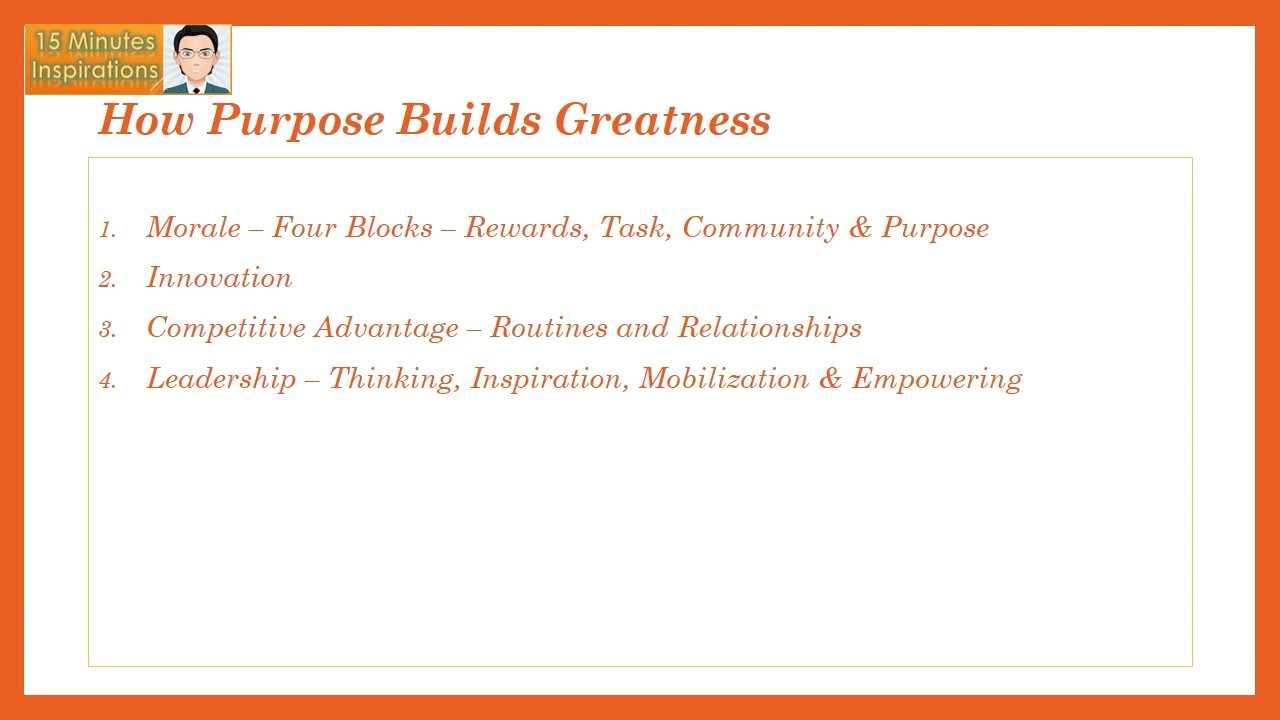 15 Minutes
Inspirations
How Purpose Builds Greatness
1. Morale – Four Blocks – Rewards, Task, Community & Purpose
2. Innovation
3. Competitive Advantage – Routines and Relationships
4. Leadership – Thinking, Inspiration, Mobilization & Empowering